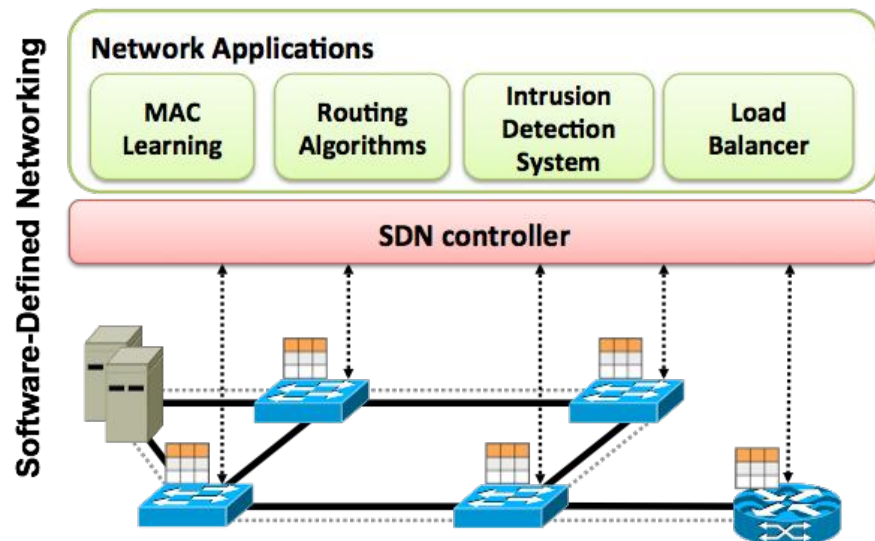 Software-Defined Networking
Network Applications
MAC
Learning
Routing
Algorithms
Intrusion
Detection
System
Load
Balancer
SDN controller